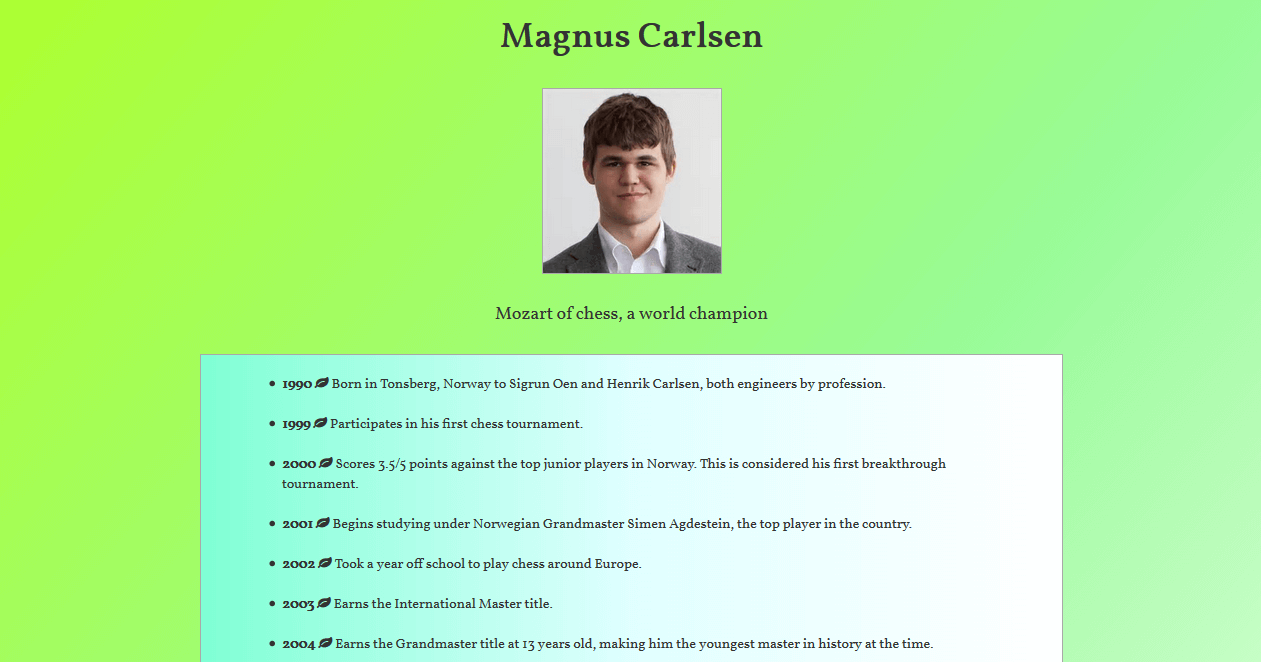 Magnus Carlsen
Mozart of chess, a world champion
1990 Born in Tonsberg, Norway to Sigrun Oen and Henrik Carlsen, both engineers by profession.
1999 Participates in his first chess tournament.
2000 Scores 3.5/5 points against the top junior players in Norway. This is considered his first breakthrough
tournament.
2001 Begins studying under Norwegian Grandmaster Simen Agdestein, the top player in the country.
2002 Took a year off school to play chess around Europe.
2003 Earns the International Master title.
2004 Earns the Grandmaster title at 13 years old, making him the youngest master in history at the time.